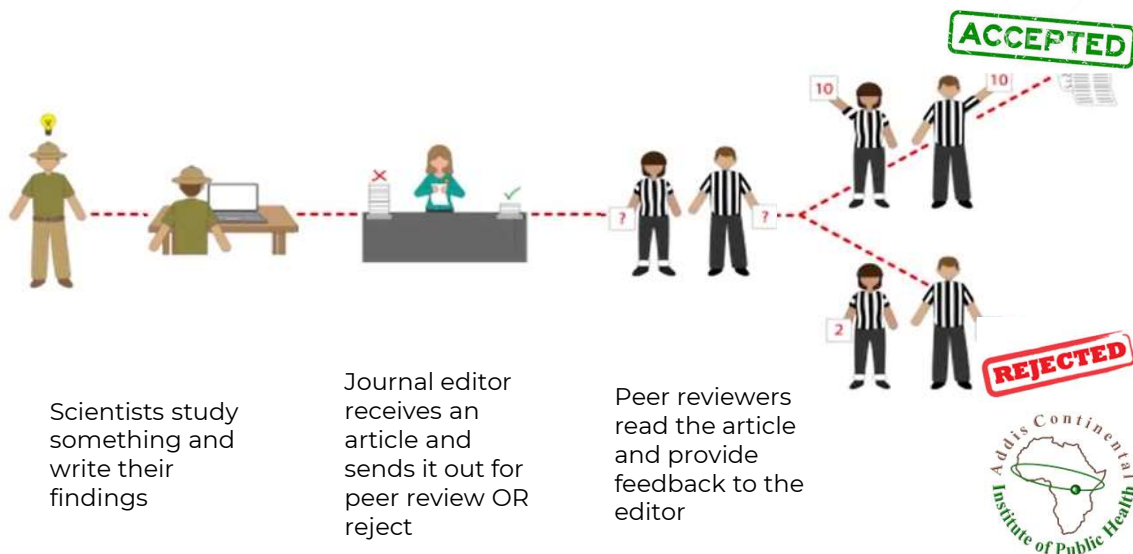 ACCEPTED
10
10
?
?
2
REJECTED
Scientists study
something and
write their
findings
Journal editor
receives an
article and
sends it out for
peer review OR
reject
Peer reviewers
read the article
and provide
feedback to the
editor
Addis Continental
Institute of Public Health